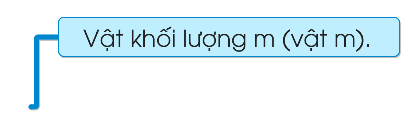 Vật khối lượng m (vật m).